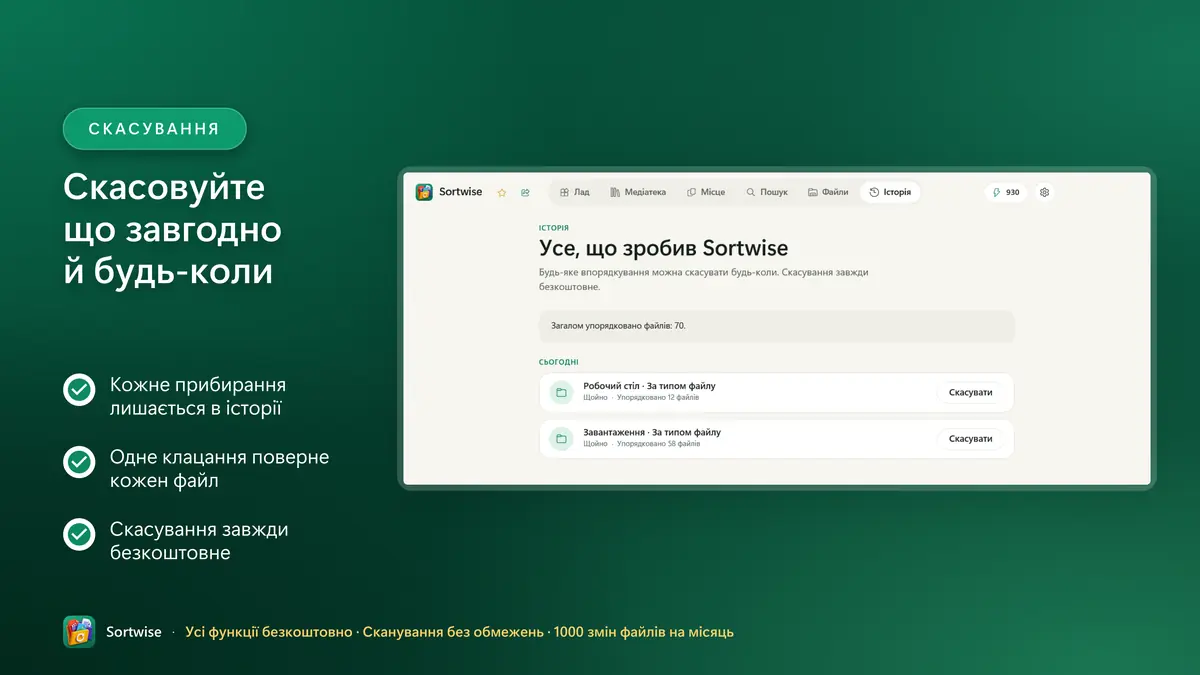 СКАСУВАННЯ
Скасовуйте
що завгодно
й будь-коли
Кожне прибирання
лишається в історії
Одне клацання поверне
кожен файл
Скасування завжди
безкоштовне
Sortwise Лад Медіатека Місце Пошук Файли Історія 930
ІСТОРІЯ
Усе, що зробив Sortwise
Будь-яке впорядкування можна скасувати будь-коли. Скасування завжди
безкоштовне.
Загалом упорядковано файлів: 70.
СЬОГОДНІ
Робочий стіл · За типом файлу
Щойно · Упорядковано 12 файлів
Скасувати
Завантаження · За типом файлу
Щойно · Упорядковано 58 файлів
Скасувати
Sortwise · Усі функції безкоштовно · Сканування без обмежень · 1000 змін файлів на місяць